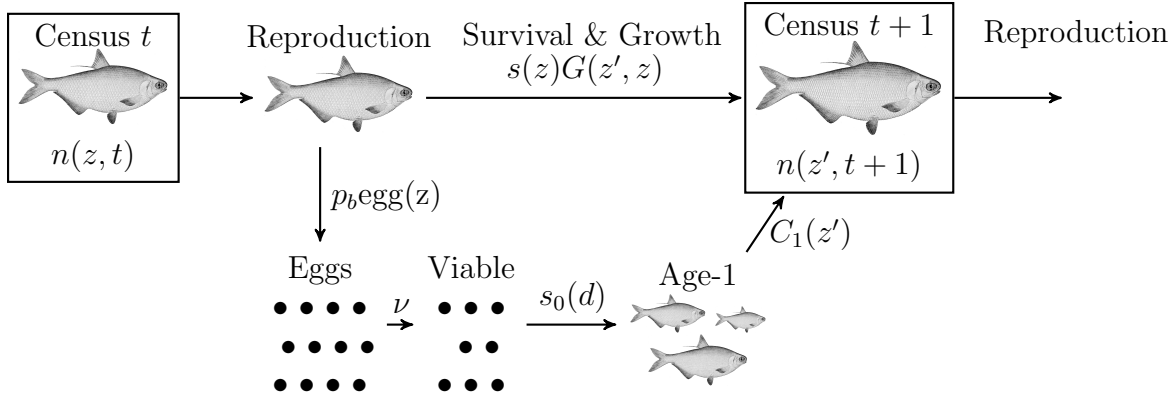 Census t
n(z, t)
Reproduction
Survival & Growth
s(z)G(z′, z)
Census t + 1
n(z′, t + 1)
Reproduction
p_b egg(z)
C_1(z′)
Eggs
ν
Viable
s_0(d)
Age-1